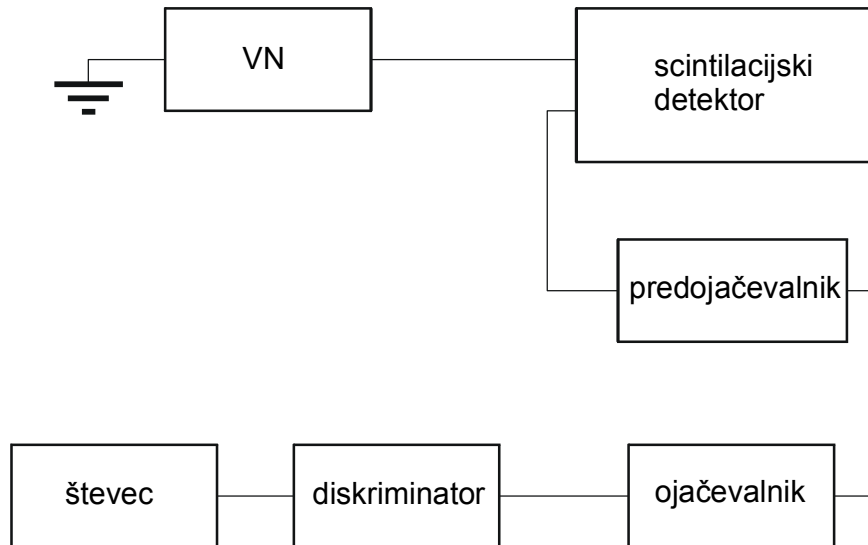 VN
scintilacijski
detektor
predojačevalnik
števec
diskriminator
ojačevalnik